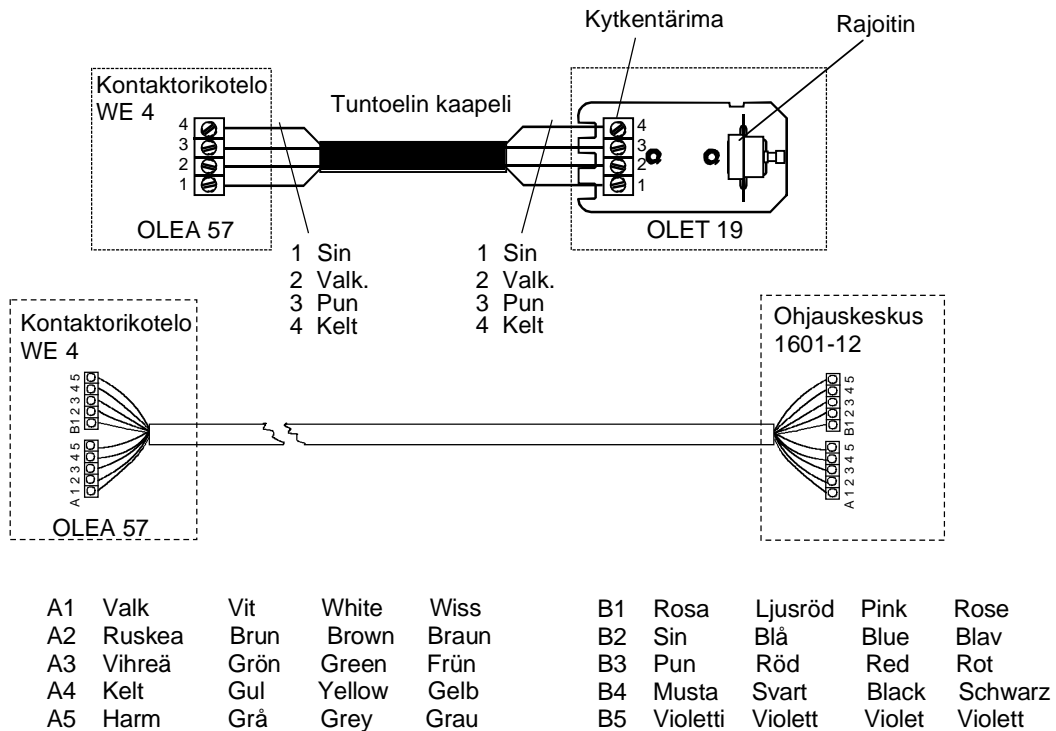 Kytkentärima
Rajoitin
Kontaktorikotelo
WE 4
Tuntoelin kaapeli
4
3
2
1
4
3
2
1
OLEA 57
OLET 19
1 Sin
2 Valk.
3 Pun
4 Kelt
1 Sin
2 Valk.
3 Pun
4 Kelt
Kontaktorikotelo
WE 4
B1 2 3 4 5
A 1 2 3 4 5
OLEA 57
Ohjauskeskus
1601-12
B1 2 3 4 5
A 1 2 3 4 5
A1 Valk Vit White Wiss
A2 Ruskea Brun Brown Braun
A3 Vihreä Grön Green Frün
A4 Kelt Gul Yellow Gelb
A5 Harm Grå Grey Grau
B1 Rosa Ljusröd Pink Rose
B2 Sin Blå Blue Blav
B3 Pun Röd Red Rot
B4 Musta Svart Black Schwarz
B5 Violetti Violett Violet Violett